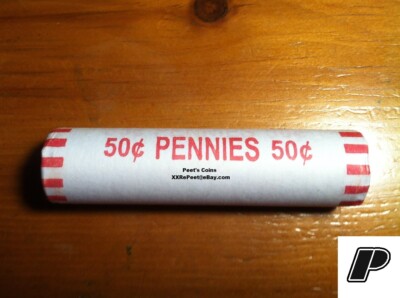 50¢ PENNIES 50¢
Peet's Coins
XXRePeet@eBay.com
P